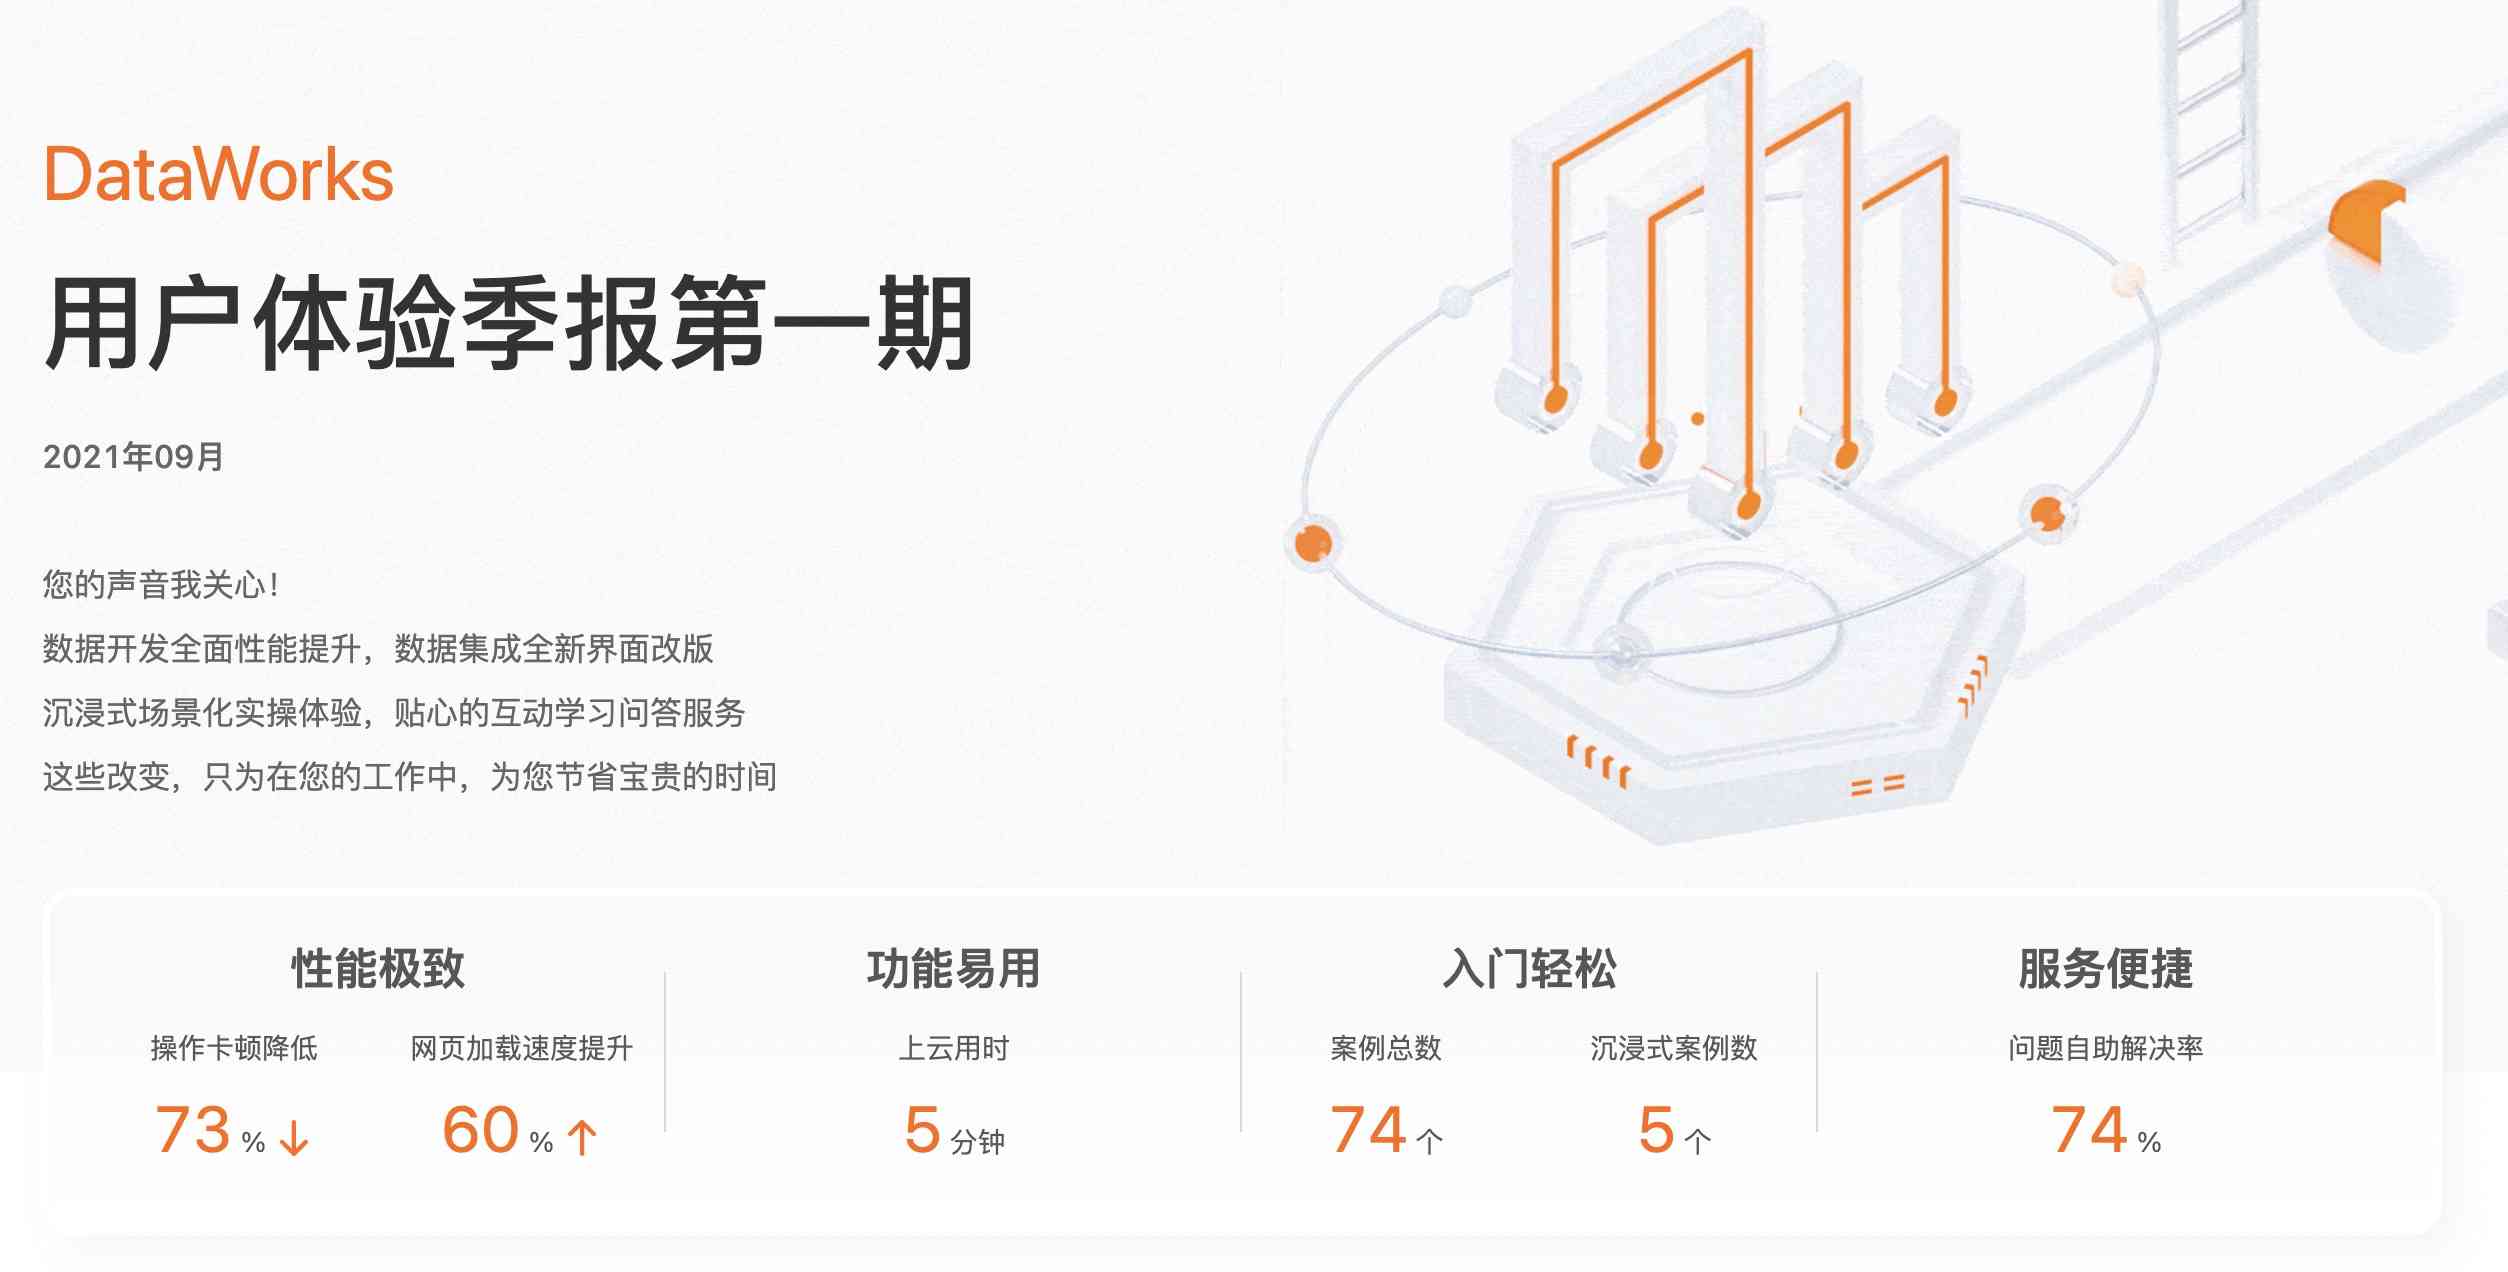 DataWorks
用户体验季报第一期
2021年09月
您的声音我关心！
数据开发全面性能提升，数据集成全新界面改版
沉浸式场景化实操体验，贴心的互动学习问答服务
这些改变，只为在您的工作中，为您节省宝贵的时间
性能极致
操作卡顿降低 网页加载速度提升
73 % ↓ 60 % ↑
功能易用
上云用时
5 分钟
入门轻松
案例总数 沉浸式案例数
74 个 5 个
服务便捷
问题自助解决率
74 %